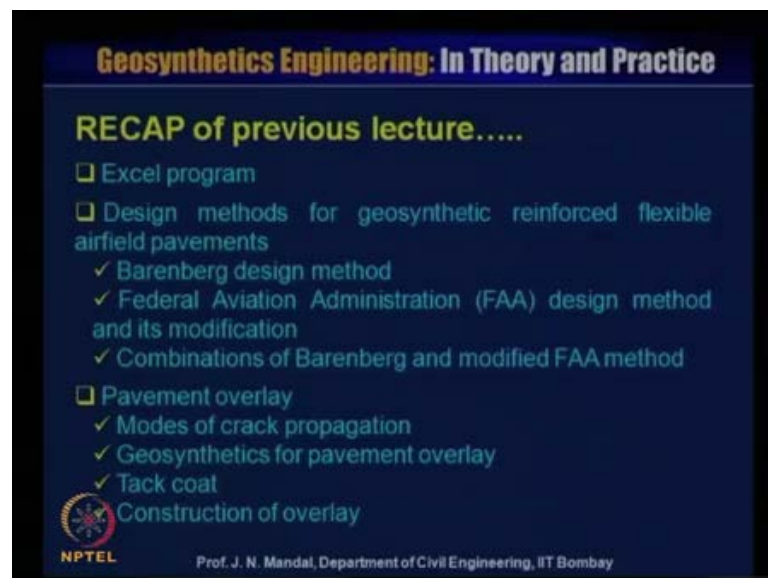 Geosynthetics Engineering: In Theory and Practice
RECAP of previous lecture.....
❑ Excel program
❑ Design methods for geosynthetic reinforced flexible
airfield pavements
✓ Barenberg design method
✓ Federal Aviation Administration (FAA) design method
and its modification
✓ Combinations of Barenberg and modified FAA method
❑ Pavement overlay
✓ Modes of crack propagation
✓ Geosynthetics for pavement overlay
✓ Tack coat
✓ Construction of overlay
NPTEL
Prof. J. N. Mandal, Department of Civil Engineering, IIT Bombay